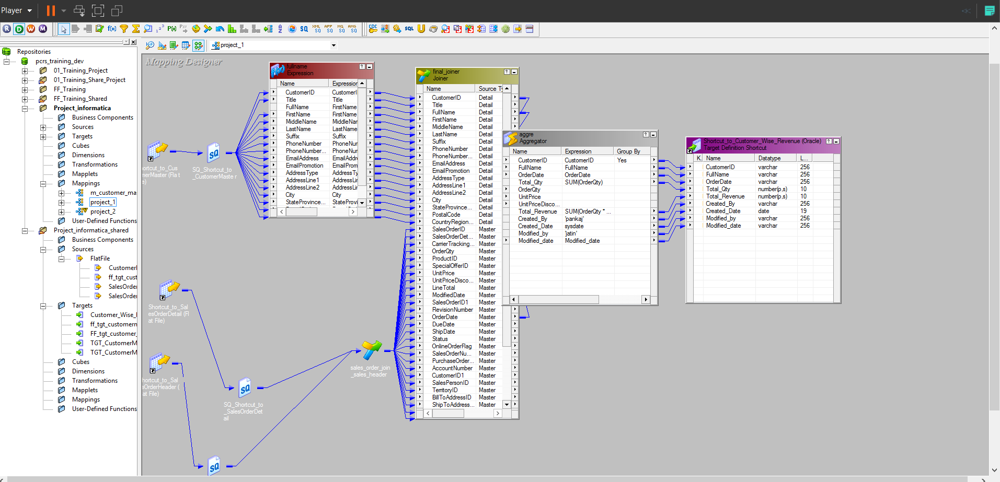 Player
R D W M
project_1
Repositories
pcrs_training_dev
01_Training_Project
01_Training_Share_Project
FF_Training
FF_Training_Shared
Project_informatica
Business Components
Sources
Targets
Cubes
Dimensions
Transformations
Mapplets
Mappings
m_customer_mas
project_1
project_2
User-Defined Functions
Project_informatica_shared
Business Components
Sources
FlatFile
Customer
ff_tgt_cust
SalesOrder
SalesOrder
Targets
Customer_Wise_
ff_tgt_customern
FF_tgt_customer_
TGT_CustomerM
TGT_CustomerM
Cubes
Dimensions
Transformations
Mapplets
Mappings
User-Defined Functions
Mapping Designer
ortcut_to_Cus
merMaster (Fla t
e)
SQ_Shortcut_to
_CustomerMaste r
fullname
Expression
Name Expression
CustomerID CustomerI
Title Title
FullName FirstName
FirstName FirstName
MiddleName MiddleNar
LastName LastName
Suffix Suffix
PhoneNumber PhoneNur
PhoneNumber... PhoneNur
EmailAddress EmailAddr
EmailPromotion EmailProm
AddressType AddressTy
AddressLine1 AddressLir
AddressLine2 AddressLir
City City
StateProvince... StateProvi
final_joiner
Joiner
Name Source Ty
CustomerID Detail
Title Detail
FullName Detail
FirstName Detail
MiddleName Detail
LastName Detail
Suffix Detail
PhoneNumber Detail
PhoneNumber... Detail
EmailAddress Detail
EmailPromotion Detail
AddressType Detail
AddressLine1 Detail
AddressLine2 Detail
City Detail
StateProvince... Detail
PostalCode Detail
CountryRegion... Detail
SalesOrderID Master
SalesOrderDet... Master
CarrierTracking... Master
OrderQty Master
ProductID Master
SpecialOfferID Master
UnitPrice Master
UnitPriceDisco... Master
LineTotal Master
ModifiedDate Master
SalesOrderID1 Master
RevisionNumber Master
OrderDate Master
DueDate Master
ShipDate Master
Status Master
OnlineOrderFlag Master
SalesOrderNu... Master
PurchaseOrder... Master
AccountNumber Master
CustomerID1 Master
SalesPersonID Master
TerritoryID Master
BillToAddressID Master
ShipToAddress... Master
aggre
Aggregator
Name Expression Group By
CustomerID CustomerID Yes
FullName FullName
OrderDate OrderDate
Total_Qty SUM(OrderQty)
OrderQty
UnitPrice
UnitPriceDisco...
Total_Revenue SUM(OrderQty * ...
Created_By 'pankaj'
Created_Date sysdate
Modified_by 'jatin'
Modified_date Modified_date
Shortcut_to_Customer_Wise_Revenue (Oracle)
Target Definition Shortcut
K. Name Datatype L...
CustomerID varchar 256
FullName varchar 256
OrderDate varchar 256
Total_Qty number(p,s) 10
Total_Revenue number(p,s) 10
Created_By varchar 256
Created_Date date 19
Modified_by varchar 256
Modified_date varchar 256
Shortcut_to_Sal
esOrderDetail (Fl
at File)
hortcut_to_Sal
sOrderHeader (
at File)
SQ_Shortcut_to
_SalesOrderDet
ail
sales_order_join
_sales_header